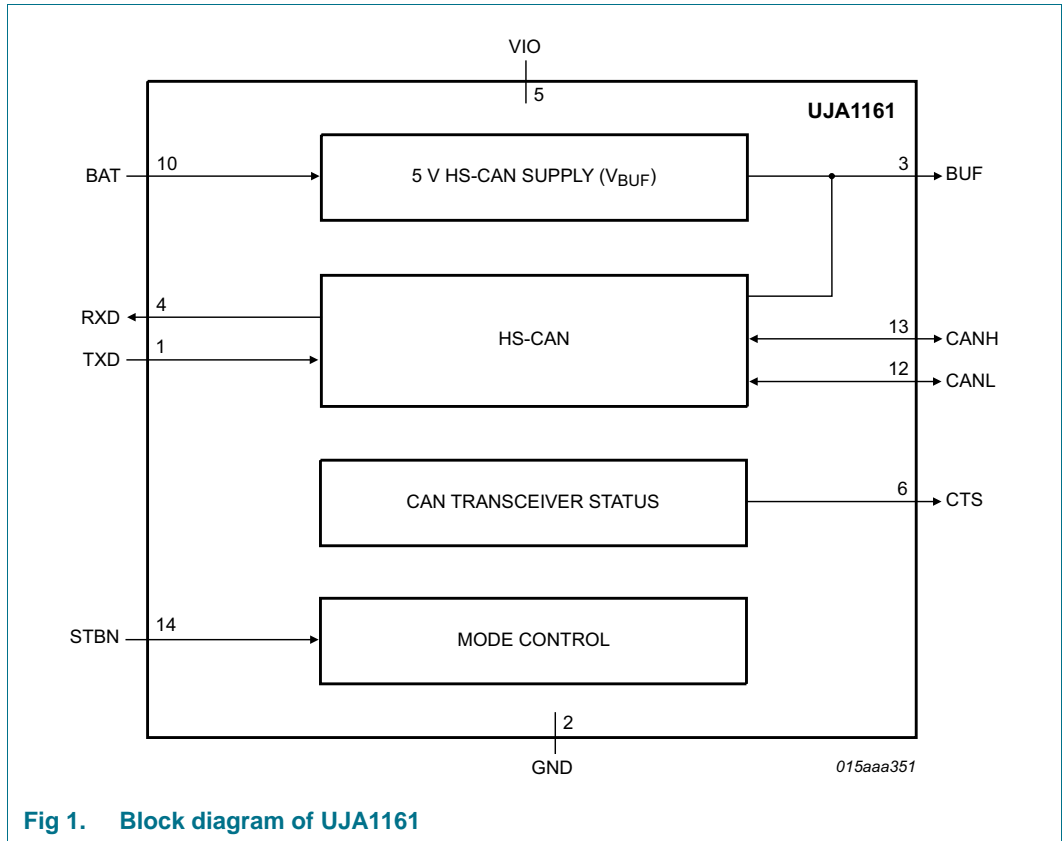 VIO
5
UJA1161
BAT
10
5 V HS-CAN SUPPLY (VBUF)
3
BUF
RXD
4
TXD
1
HS-CAN
13
CANH
12
CANL
CAN TRANSCEIVER STATUS
6
CTS
STBN
14
MODE CONTROL
2
GND
015aaa351
Fig 1. Block diagram of UJA1161